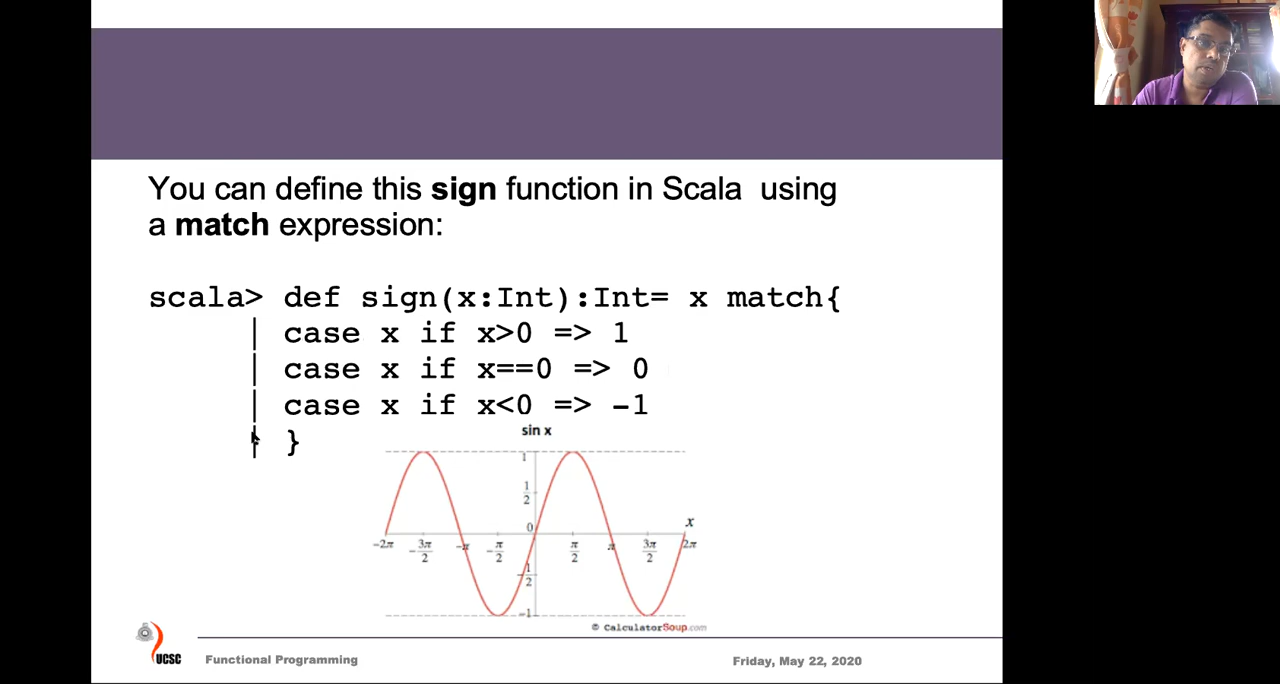 You can define this sign function in Scala using
a match expression:
scala> def sign(x:Int):Int= x match{
| case x if x>0 => 1
| case x if x==0 => 0
| case x if x<0 => -1
| }
sin x
1
1/2
0
x
-2π -3π/2 -π -π/2 π/2 π 3π/2 2π
-1/2
-1
© CalculatorSoup.com
UCSC
Functional Programming
Friday, May 22, 2020